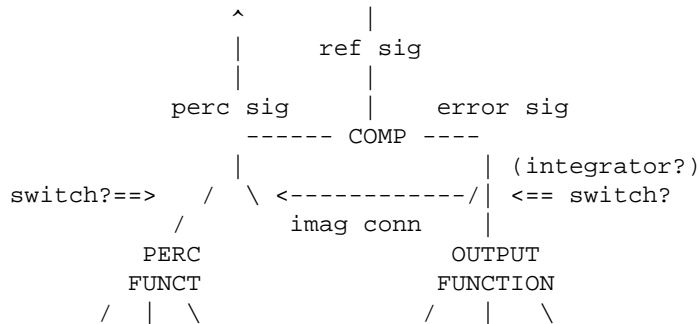 ref sig
perc sig error sig
------ COMP ----
(integrator?)
switch?==> / \ <------------/| <== switch?
imag conn
PERC OUTPUT
FUNCT FUNCTION